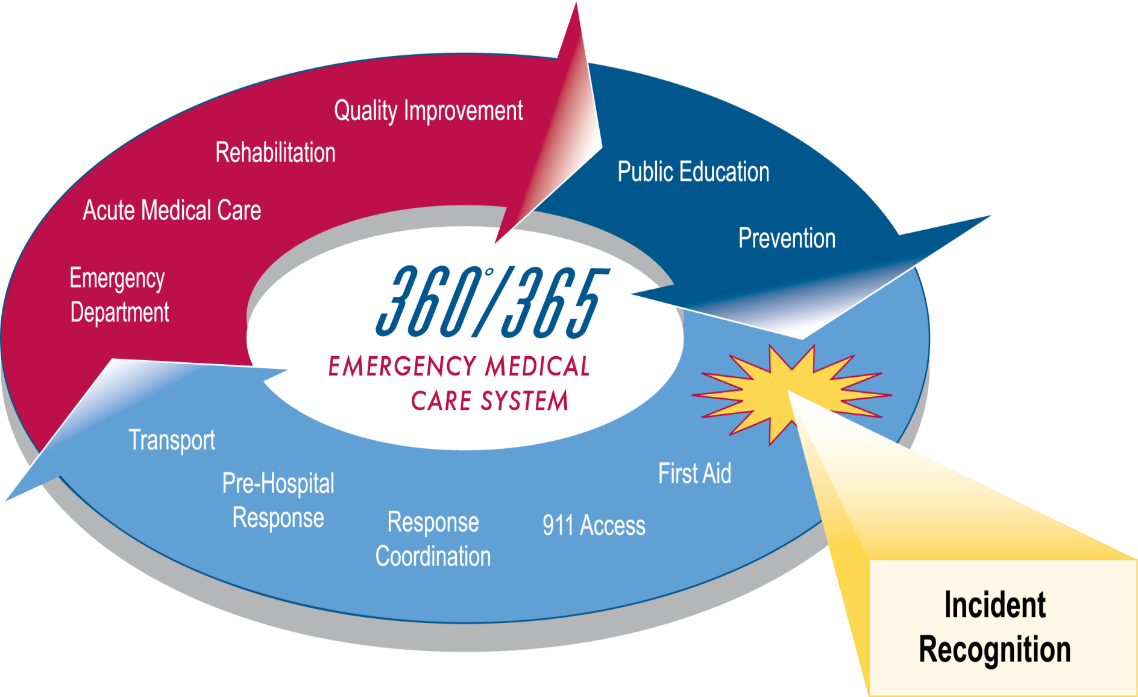 Quality Improvement
Rehabilitation
Acute Medical Care
Emergency
Department
Public Education
Prevention
360°/365
EMERGENCY MEDICAL
CARE SYSTEM
Transport
Pre-Hospital
Response
Response
Coordination
911 Access
First Aid
Incident
Recognition